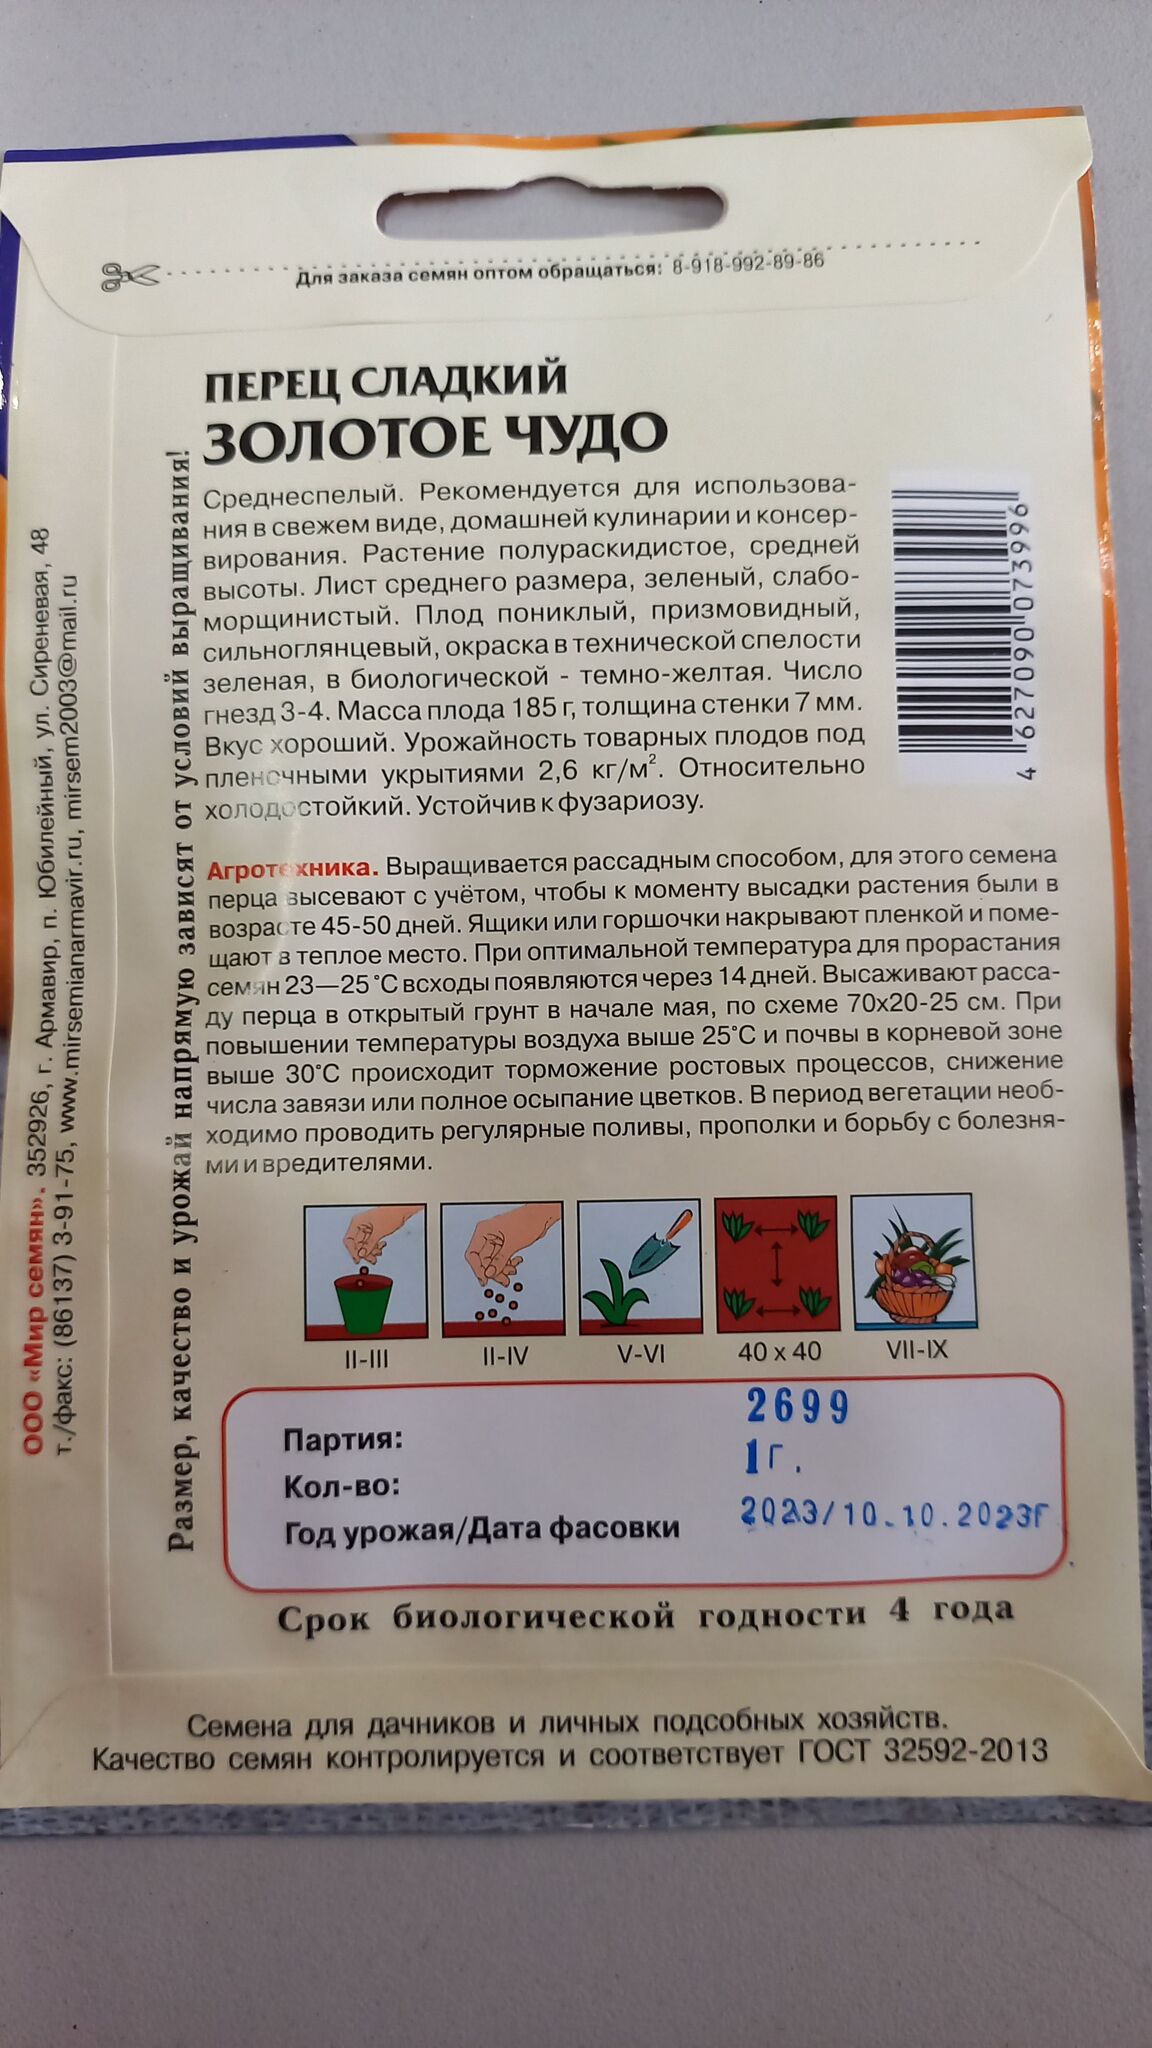 Для заказа семян оптом обращаться: 8-918-992-89-86
ПЕРЕЦ СЛАДКИЙ
ЗОЛОТОЕ ЧУДО
Среднеспелый. Рекомендуется для использова-
ния в свежем виде, домашней кулинарии и консер-
вирования. Растение полураскидистое, средней
высоты. Лист среднего размера, зеленый, слабо-
морщинистый. Плод пониклый, призмовидный,
сильноглянцевый, окраска в технической спелости
зеленая, в биологической - темно-желтая. Число
гнезд 3-4. Масса плода 185 г, толщина стенки 7 мм.
Вкус хороший. Урожайность товарных плодов под
пленочными укрытиями 2,6 кг/м². Относительно
холодостойкий. Устойчив к фузариозу.
4 627090 073996
Агротехника. Выращивается рассадным способом, для этого семена
перца высевают с учётом, чтобы к моменту высадки растения были в
возрасте 45-50 дней. Ящики или горшочки накрывают пленкой и поме-
щают в теплое место. При оптимальной температура для прорастания
семян 23—25 °С всходы появляются через 14 дней. Высаживают расса-
ду перца в открытый грунт в начале мая, по схеме 70х20-25 см. При
повышении температуры воздуха выше 25°С и почвы в корневой зоне
выше 30°С происходит торможение ростовых процессов, снижение
числа завязи или полное осыпание цветков. В период вегетации необ-
ходимо проводить регулярные поливы, прополки и борьбу с болезня-
ми и вредителями.
II-III II-IV V-VI 40 х 40 VII-IX
Партия: 2699
Кол-во: 1г.
Год урожая/Дата фасовки 2023/10.10.2023г
Срок биологической годности 4 года
Семена для дачников и личных подсобных хозяйств.
Качество семян контролируется и соответствует ГОСТ 32592-2013
Размер, качество и урожай напрямую зависят от условий выращивания!
ООО «Мир семян». 352926, г. Армавир, п. Юбилейный, ул. Сиреневая, 48
т./факс: (86137) 3-91-75, www.mirsemianarmavir.ru, mirsem2003@mail.ru